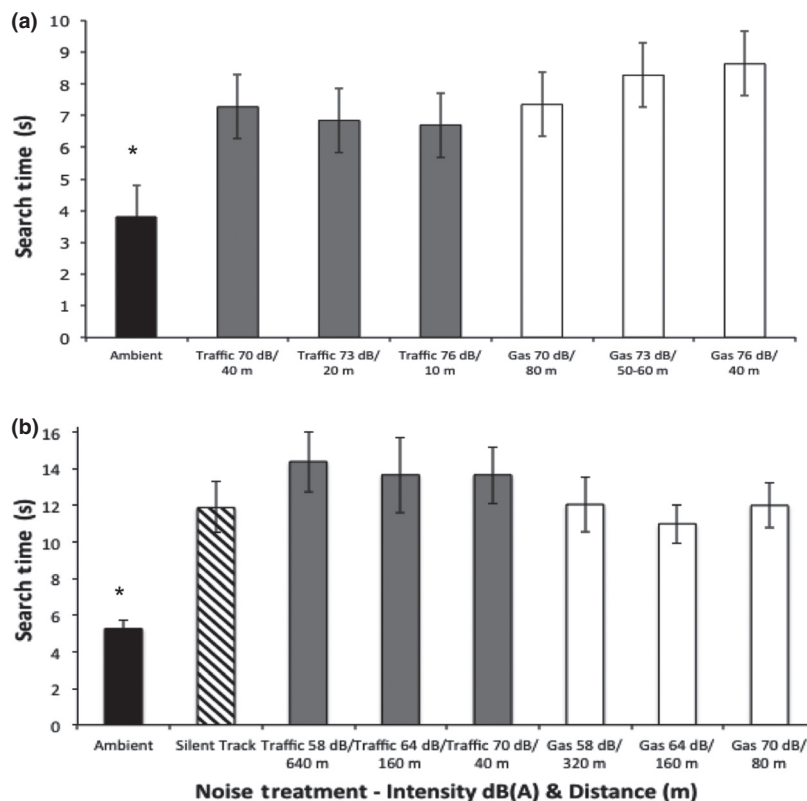 (a)
10
9
8
7
6
5
4
3
2
1
0
Search time (s)
*
Ambient
Traffic 70 dB/
40 m
Traffic 73 dB/
20 m
Traffic 76 dB/
10 m
Gas 70 dB/
80 m
Gas 73 dB/
50-60 m
Gas 76 dB/
40 m
(b)
16
14
12
10
8
6
4
2
0
Search time (s)
*
Ambient
Silent Track
Traffic 58 dB/
640 m
Traffic 64 dB/
160 m
Traffic 70 dB/
40 m
Gas 58 dB/
320 m
Gas 64 dB/
160 m
Gas 70 dB/
80 m
Noise treatment - Intensity dB(A) & Distance (m)